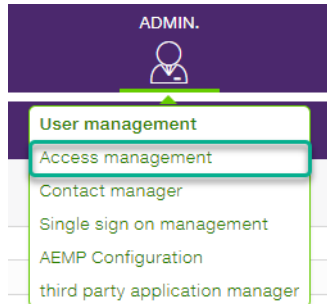 ADMIN.
User management
Access management
Contact manager
Single sign on management
AEMP Configuration
third party application manager